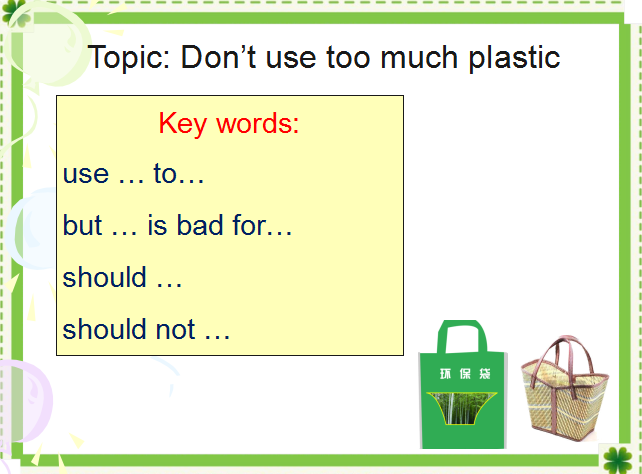 Topic: Don’t use too much plastic
Key words:
use … to…
but … is bad for…
should …
should not …
环保袋